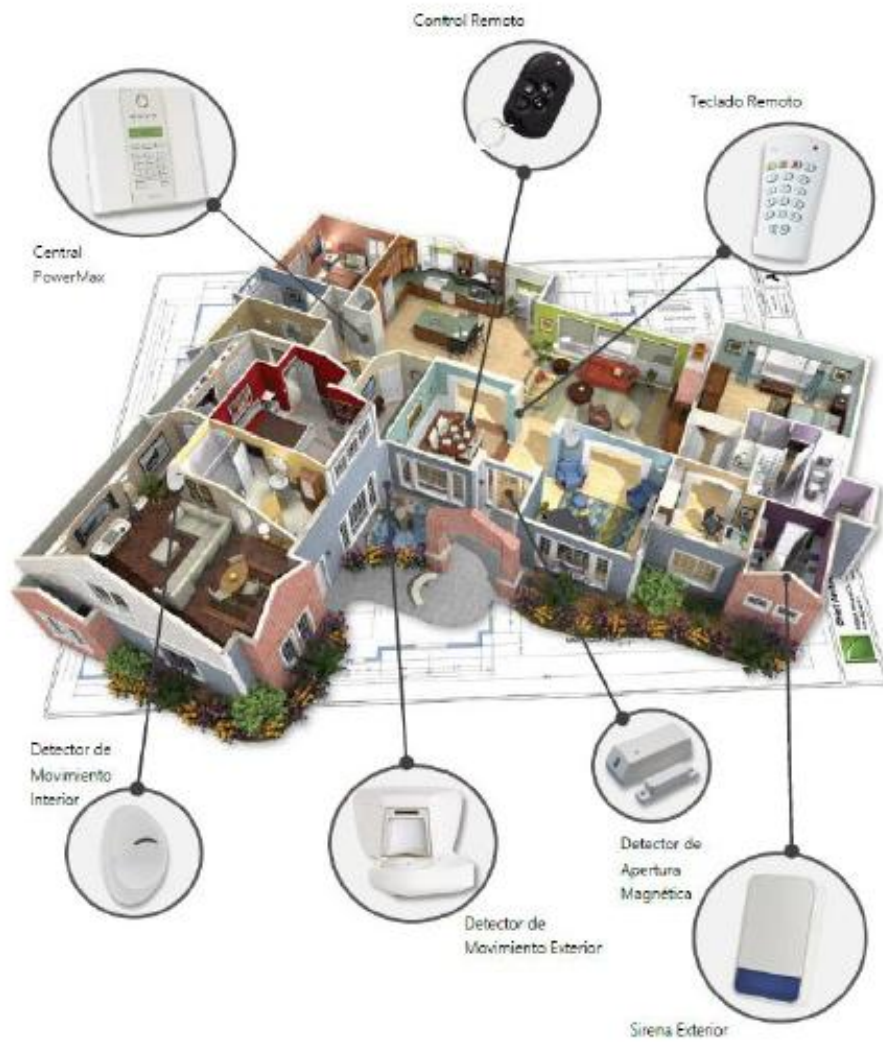 Control Remoto
Teclado Remoto
Central
PowerMax
Detector de
Movimiento
Interior
Detector de
Apertura
Magnética
Detector de
Movimiento Exterior
Sirena Exterior